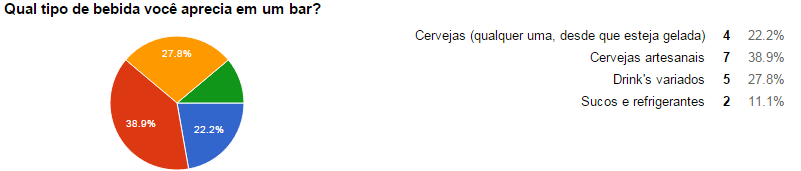 Qual tipo de bebida você aprecia em um bar?
27.8%
38.9%
22.2%
Cervejas (qualquer uma, desde que esteja gelada) 4 22.2%
Cervejas artesanais 7 38.9%
Drink's variados 5 27.8%
Sucos e refrigerantes 2 11.1%